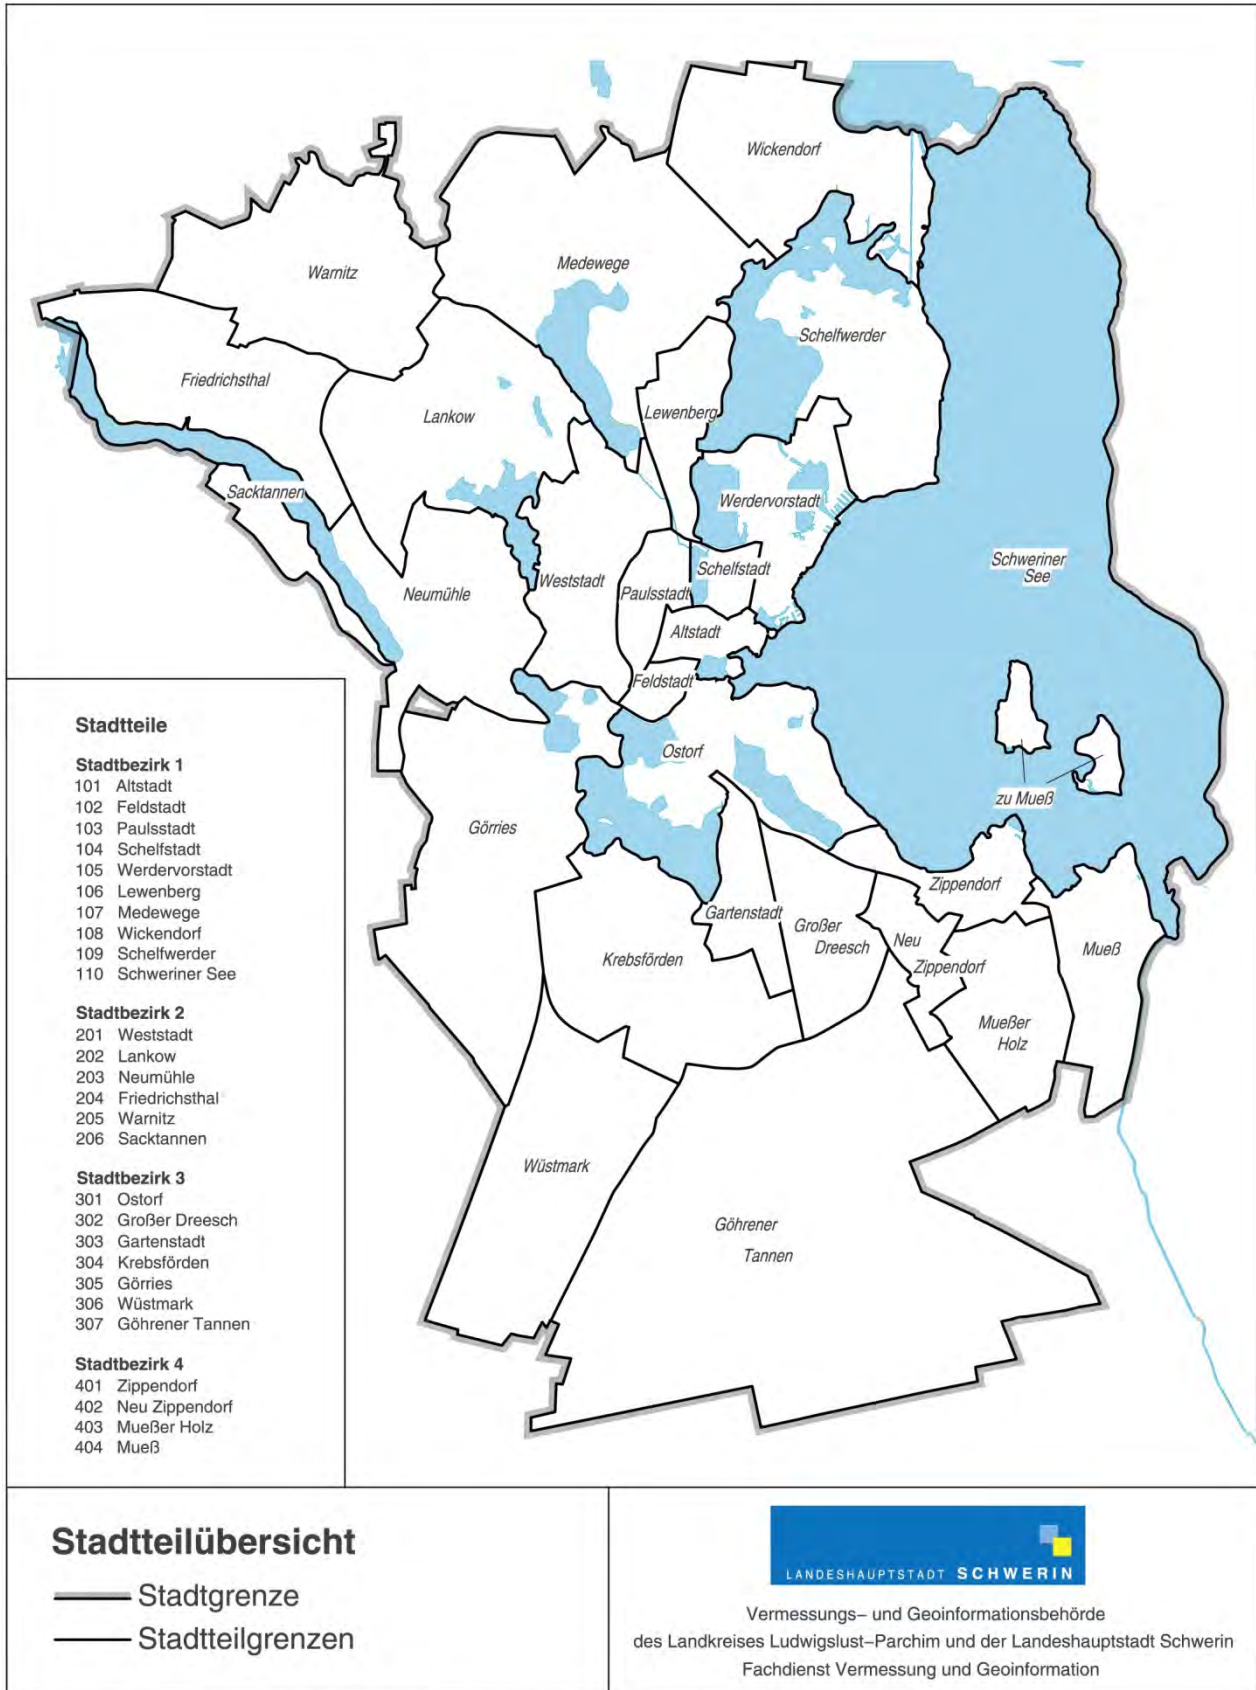 Wickendorf
Medewege
Warnitz
Schelfwerder
Friedrichsthal
Lankow
Lewenberg
Sacktannen
Werdervorstadt
Schweriner
See
Schelfstadt
Weststadt
Neumühle
Paulsstadt
Altstadt
Feldstadt
Ostorf
zu Mueß
Görries
Zippendorf
Gartenstadt
Großer
Dreesch
Neu
Zippendorf
Mueß
Krebsförden
Mueßer
Holz
Wüstmark
Göhrener
Tannen
Stadtteile
Stadtbezirk 1
101 Altstadt
102 Feldstadt
103 Paulsstadt
104 Schelfstadt
105 Werdervorstadt
106 Lewenberg
107 Medewege
108 Wickendorf
109 Schelfwerder
110 Schweriner See
Stadtbezirk 2
201 Weststadt
202 Lankow
203 Neumühle
204 Friedrichsthal
205 Warnitz
206 Sacktannen
Stadtbezirk 3
301 Ostorf
302 Großer Dreesch
303 Gartenstadt
304 Krebsförden
305 Görries
306 Wüstmark
307 Göhrener Tannen
Stadtbezirk 4
401 Zippendorf
402 Neu Zippendorf
403 Mueßer Holz
404 Mueß
Stadtteilübersicht
Stadtgrenze
Stadtteilgrenzen
LANDESHAUPTSTADT SCHWERIN
Vermessungs– und Geoinformationsbehörde
des Landkreises Ludwigslust–Parchim und der Landeshauptstadt Schwerin
Fachdienst Vermessung und Geoinformation